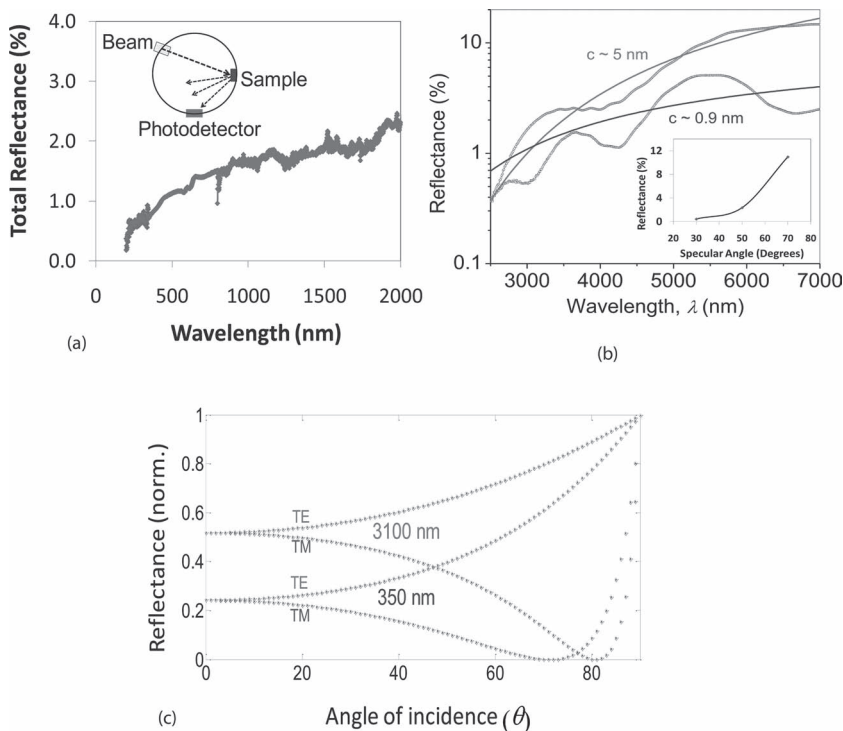 4.0
3.0
2.0
1.0
0.0
Total Reflectance (%)
Beam
Sample
Photodetector
0 500 1000 1500 2000
Wavelength (nm)
(a)
10
1
0.1
Reflectance (%)
c ~ 5 nm
c ~ 0.9 nm
12
8
4
0
Reflectance (%)
20 30 40 50 60 70 80
Specular Angle (Degrees)
3000 4000 5000 6000 7000
Wavelength, λ (nm)
(b)
1
0.8
0.6
0.4
0.2
0
Reflectance (norm.)
TE
3100 nm
TM
TE
350 nm
TM
0 20 40 60 80
Angle of incidence (θ)
(c)